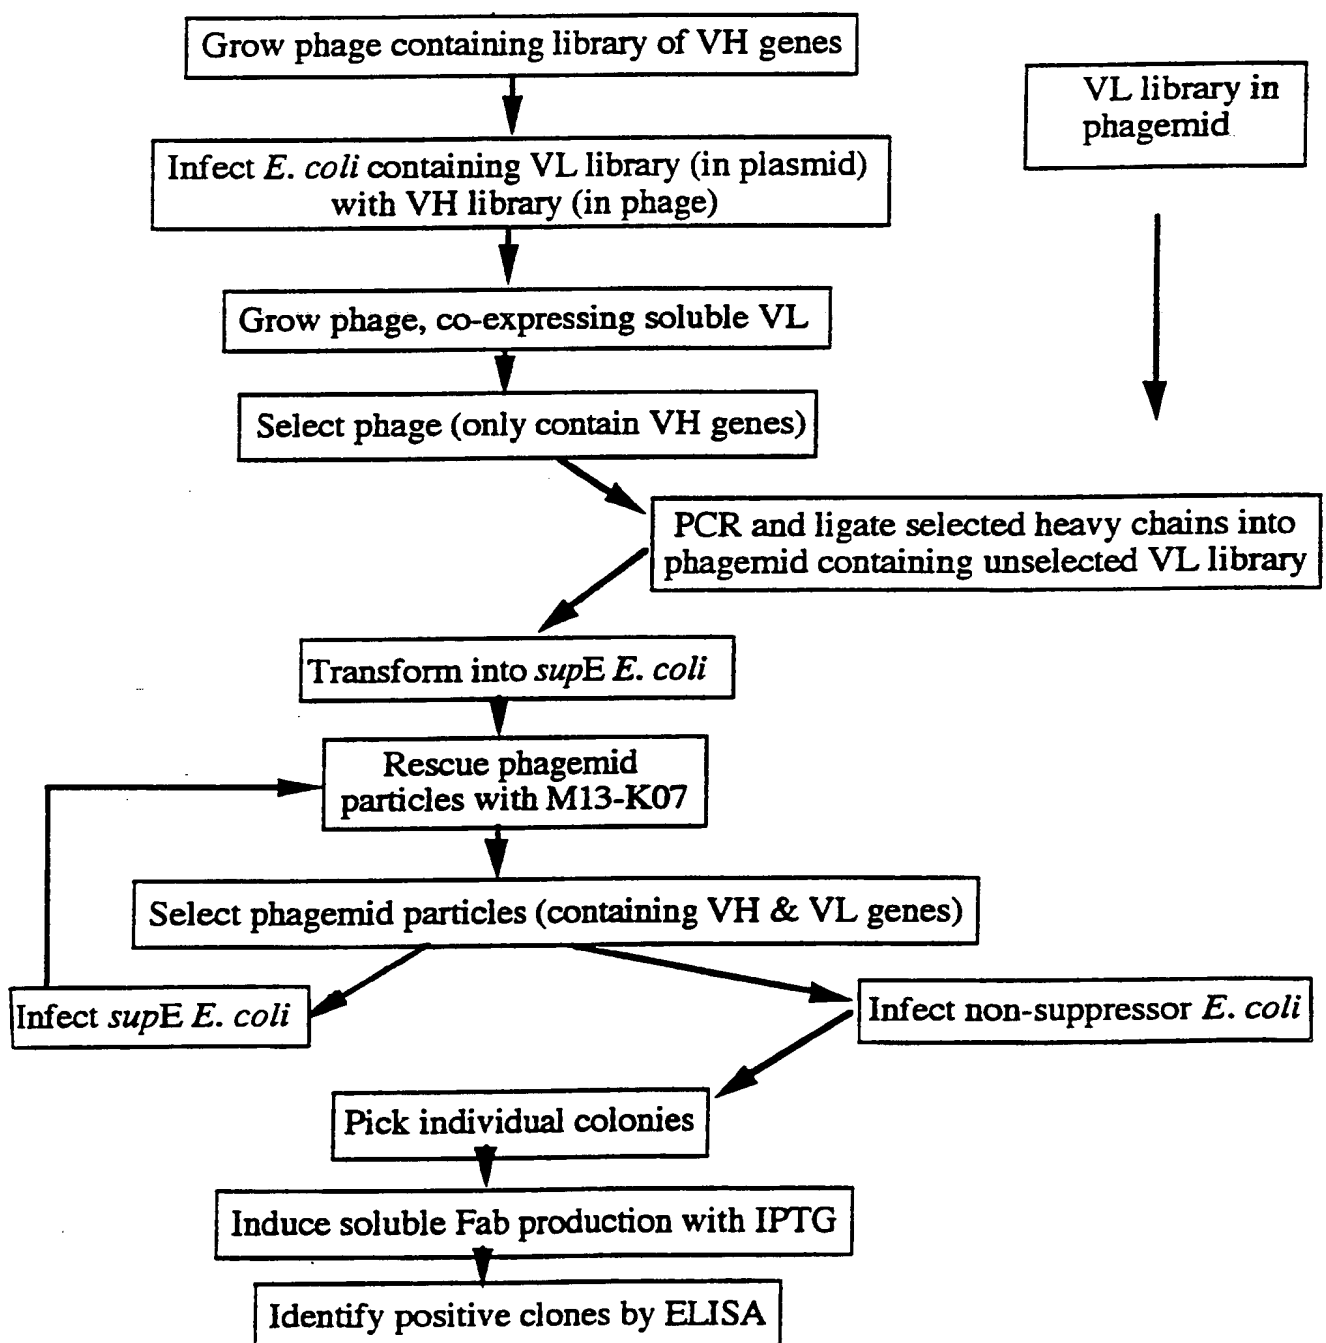 Grow phage containing library of VH genes
VL library in
phagemid
Infect E. coli containing VL library (in plasmid)
with VH library (in phage)
Grow phage, co-expressing soluble VL
Select phage (only contain VH genes)
PCR and ligate selected heavy chains into
phagemid containing unselected VL library
Transform into supE E. coli
Rescue phagemid
particles with M13-K07
Select phagemid particles (containing VH & VL genes)
Infect supE E. coli
Infect non-suppressor E. coli
Pick individual colonies
Induce soluble Fab production with IPTG
Identify positive clones by ELISA